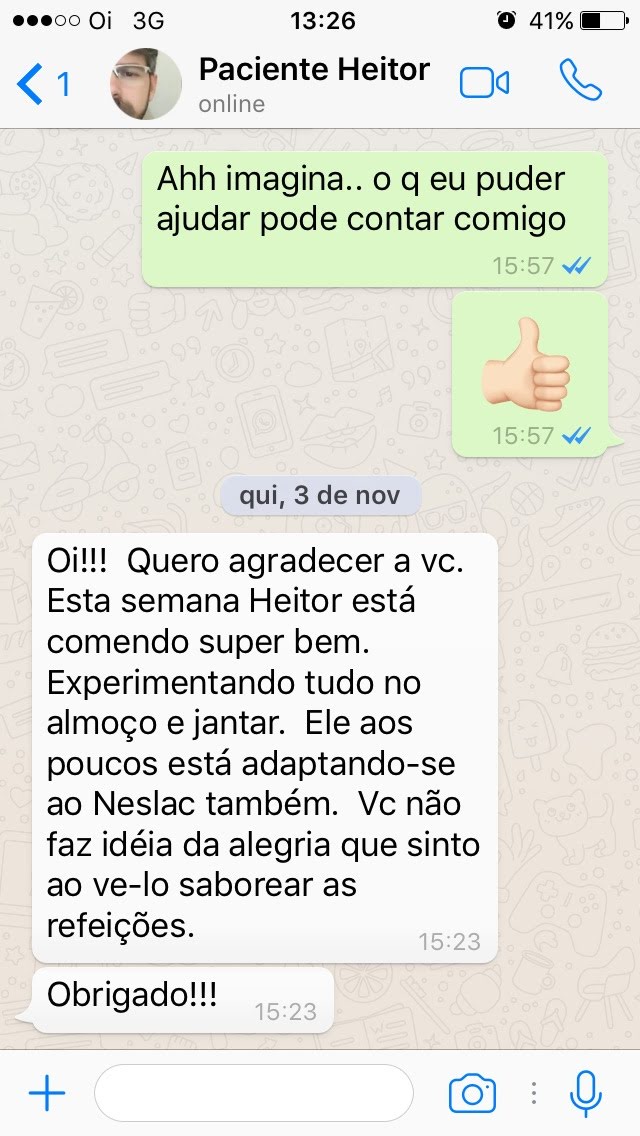 Oi 3G 13:26 41%
1 Paciente Heitor
online
Ahh imagina.. o q eu puder
ajudar pode contar comigo
15:57
15:57
qui, 3 de nov
Oi!!!  Quero agradecer a vc.
Esta semana Heitor está
comendo super bem.
Experimentando tudo no
almoço e jantar.  Ele aos
poucos está adaptando-se
ao Neslac também.  Vc não
faz idéia da alegria que sinto
ao ve-lo saborear as
refeições.
15:23
Obrigado!!! 15:23